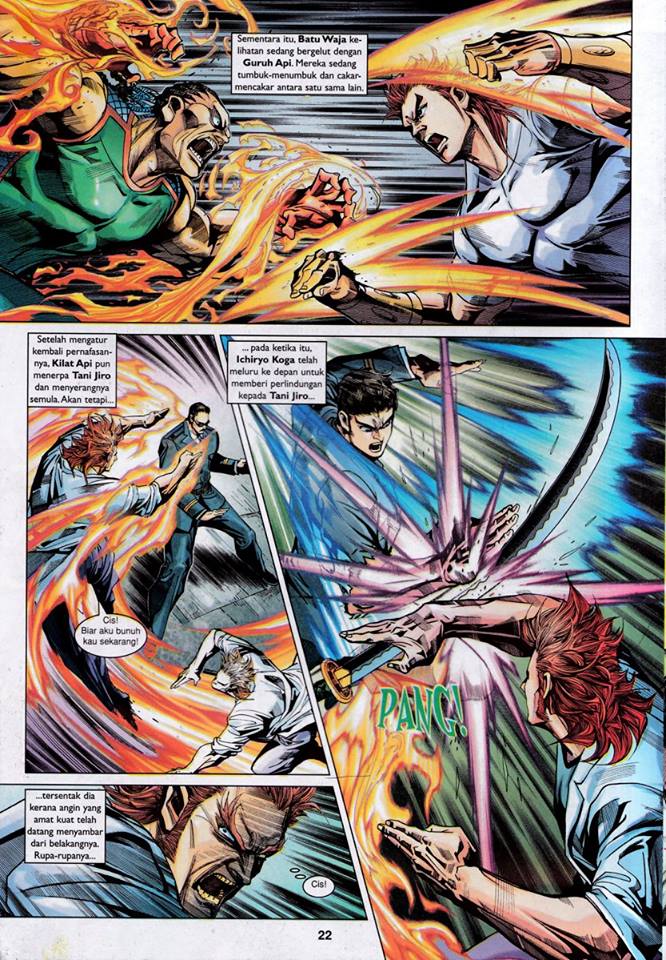 Sementara itu, Batu Waja ke-
lihatan sedang bergelut dengan
Guruh Api. Mereka sedang
tumbuk-menumbuk dan cakar-
mencakar antara satu sama lain.
Setelah mengatur
kembali pernafasan-
nya, Kilat Api pun
menerpa Tani Jiro
dan menyerangnya
semula. Akan tetapi...
... pada ketika itu,
Ichiryo Koga telah
meluru ke depan untuk
memberi perlindungan
kepada Tani Jiro...
Cis!
Biar aku bunuh
kau sekarang!
PANG!
...tersentak dia
kerana angin yang
amat kuat telah
datang menyambar
dari belakangnya.
Rupa-rupanya...
Cis!
22